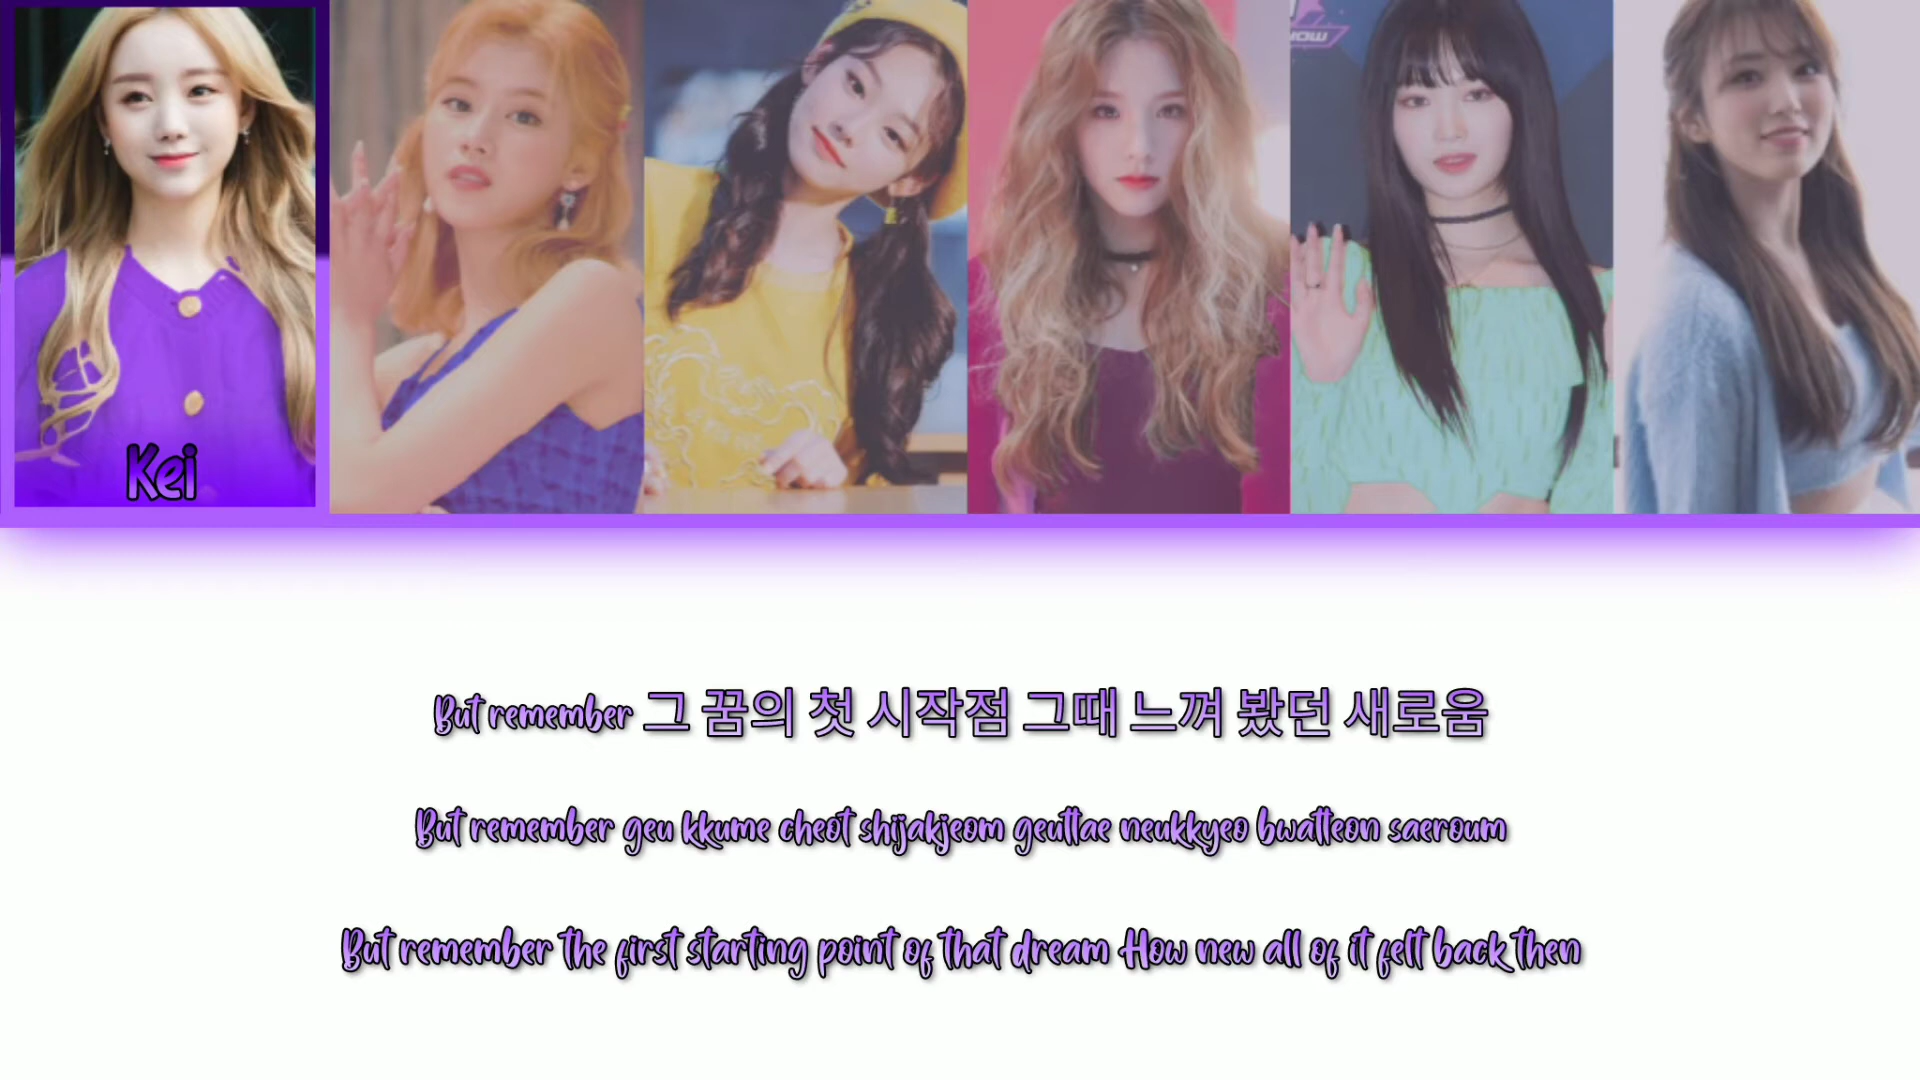 NOW
Kei
But remember 그 꿈의 첫 시작점 그때 느껴 봤던 새로움
But remember geu kkume cheot shijakjeom geuttae neukkyeo bwatteon saeroum
But remember the first starting point of that dream How new all of it felt back then